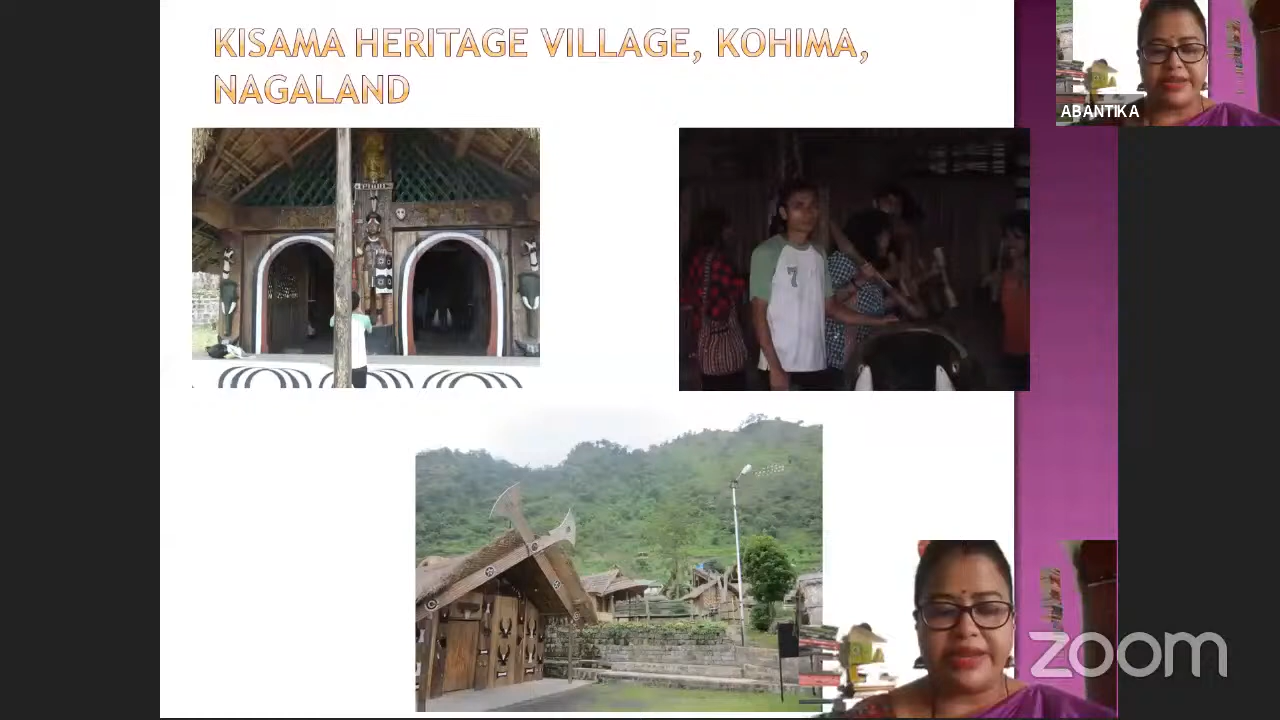 KISAMA HERITAGE VILLAGE, KOHIMA,
NAGALAND
ABANTIKA
7
zoom